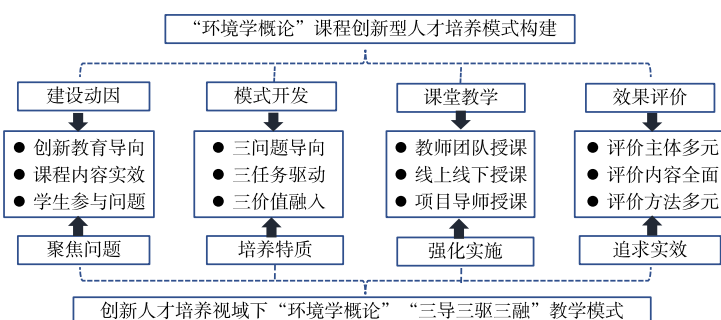 “环境学概论”课程创新型人才培养模式构建
建设动因
模式开发
课堂教学
效果评价
● 创新教育导向
● 课程内容实效
● 学生参与问题
● 三问题导向
● 三任务驱动
● 三价值融入
● 教师团队授课
● 线上线下授课
● 项目导师授课
● 评价主体多元
● 评价内容全面
● 评价方法多元
聚焦问题
培养特质
强化实施
追求实效
创新人才培养视域下“环境学概论”“三导三驱三融”教学模式